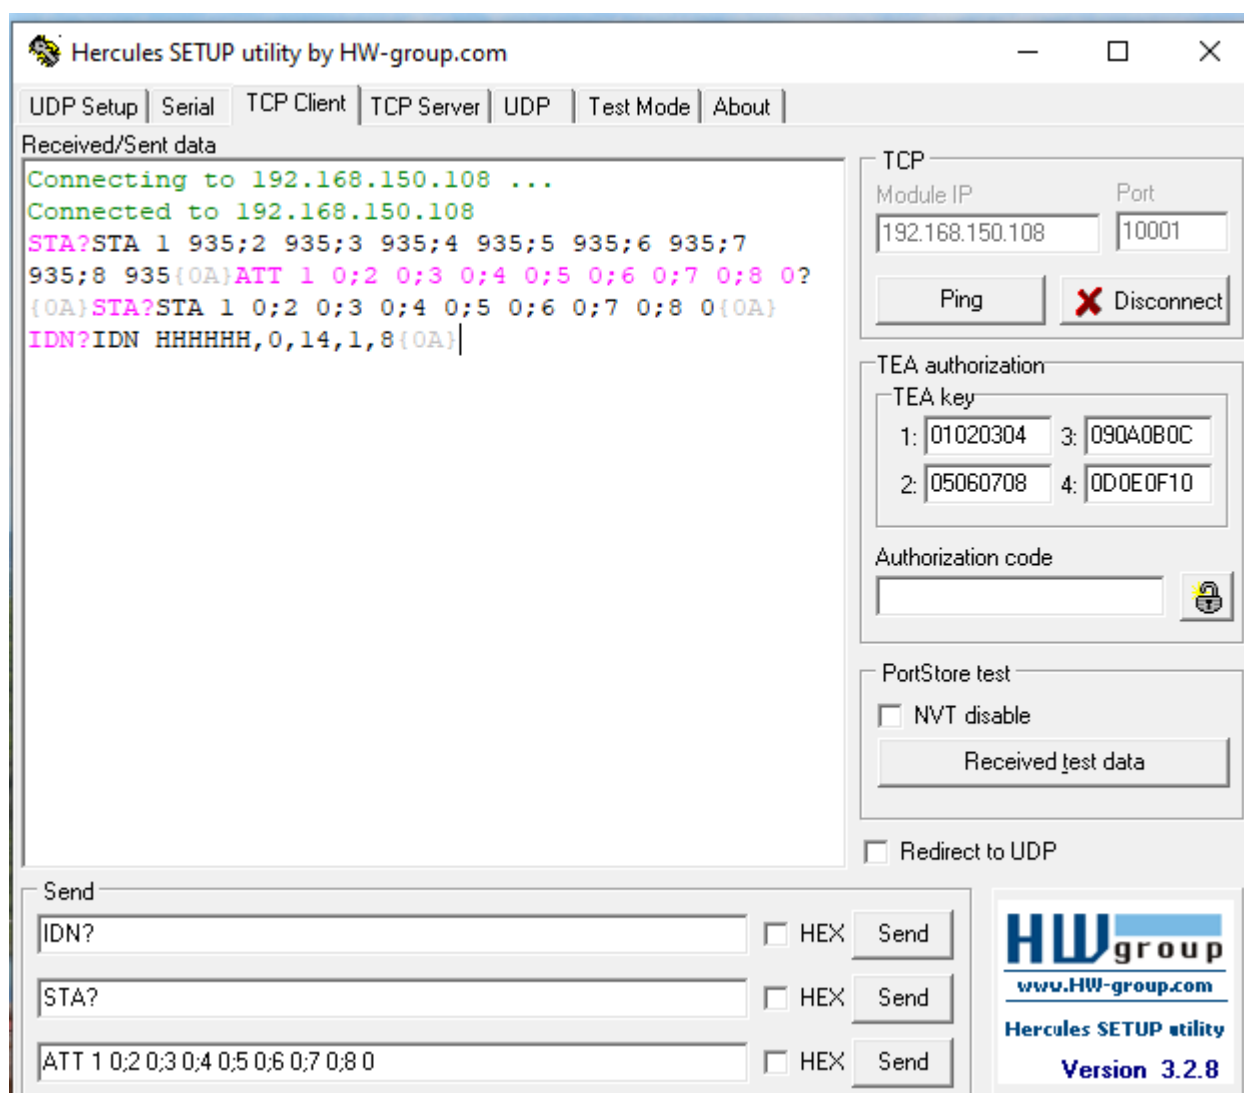 Hercules SETUP utility by HW-group.com
UDP Setup Serial TCP Client TCP Server UDP Test Mode About
Received/Sent data
Connecting to 192.168.150.108 ...
Connected to 192.168.150.108
STA?STA 1 935;2 935;3 935;4 935;5 935;6 935;7
935;8 935{0A}ATT 1 0;2 0;3 0;4 0;5 0;6 0;7 0;8 0?
{0A}STA?STA 1 0;2 0;3 0;4 0;5 0;6 0;7 0;8 0{0A}
IDN?IDN HHHHHH,0,14,1,8{0A}
TCP
Module IP Port
192.168.150.108 10001
Ping Disconnect
TEA authorization
TEA key
1: 01020304 3: 090A0B0C
2: 05060708 4: 0D0E0F10
Authorization code
PortStore test
NVT disable
Received test data
Redirect to UDP
Send
IDN? HEX Send
STA? HEX Send
ATT 1 0;2 0;3 0;4 0;5 0;6 0;7 0;8 0 HEX Send
HWgroup
www.HW-group.com
Hercules SETUP utility
Version 3.2.8